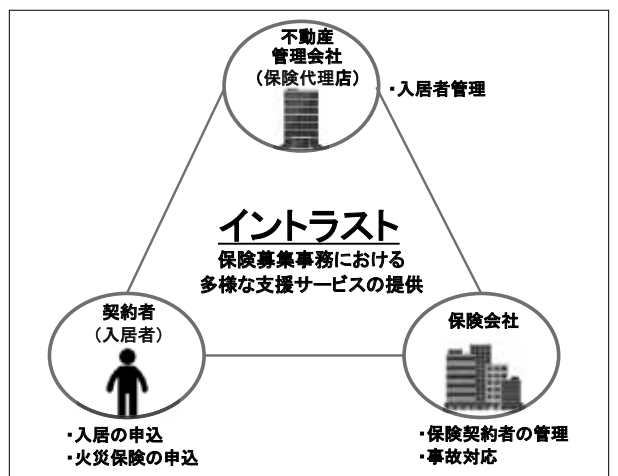 不動産
管理会社
（保険代理店）
・入居者管理
イントラスト
保険募集事務における
多様な支援サービスの提供
契約者
（入居者）
保険会社
・入居の申込
・火災保険の申込
・保険契約者の管理
・事故対応